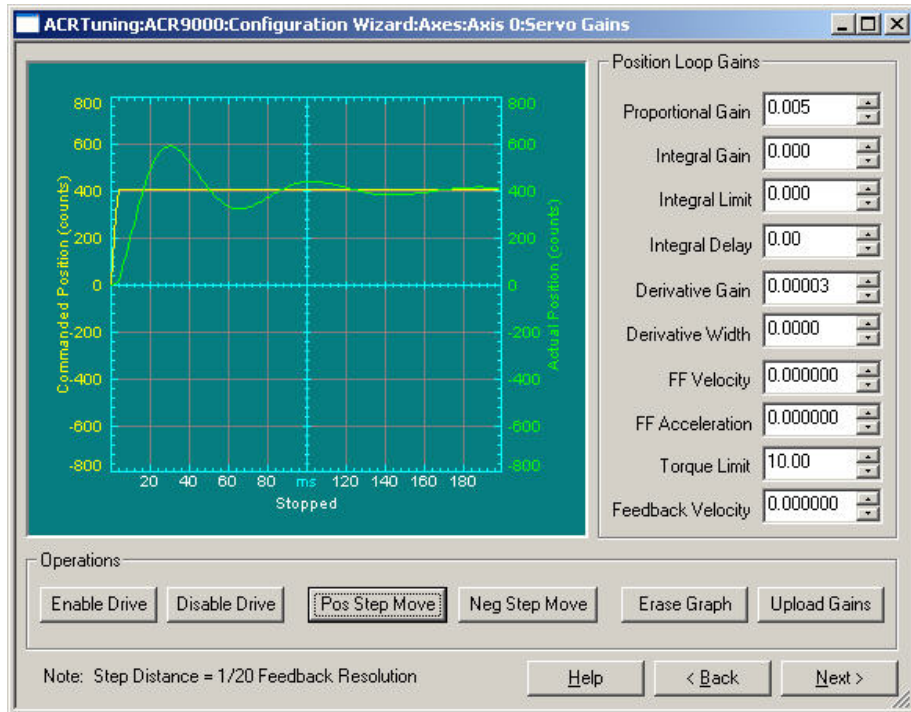 ACRTuning:ACR9000:Configuration Wizard:Axes:Axis 0:Servo Gains
Commanded Position (counts)
800
600
400
200
0
-200
-400
-600
-800
20 40 60 80 ms 120 140 160 180
Stopped
800
600
400
200
0
-200
-400
-600
-800
Actual Position (counts)
Position Loop Gains
Proportional Gain 0.005
Integral Gain 0.000
Integral Limit 0.000
Integral Delay 0.00
Derivative Gain 0.00003
Derivative Width 0.0000
FF Velocity 0.000000
FF Acceleration 0.000000
Torque Limit 10.00
Feedback Velocity 0.000000
Operations
Enable Drive Disable Drive Pos Step Move Neg Step Move Erase Graph Upload Gains
Note: Step Distance = 1/20 Feedback Resolution
Help < Back Next >